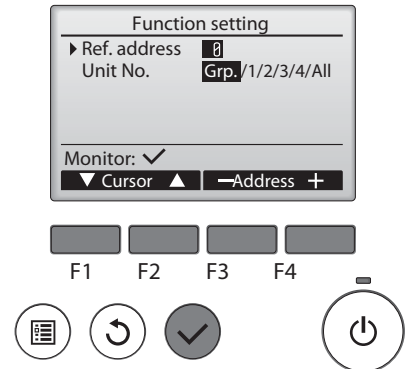 Function setting
Ref. address 0
Unit No. Grp./1/2/3/4/All
Monitor:
Cursor −Address +
F1 F2 F3 F4